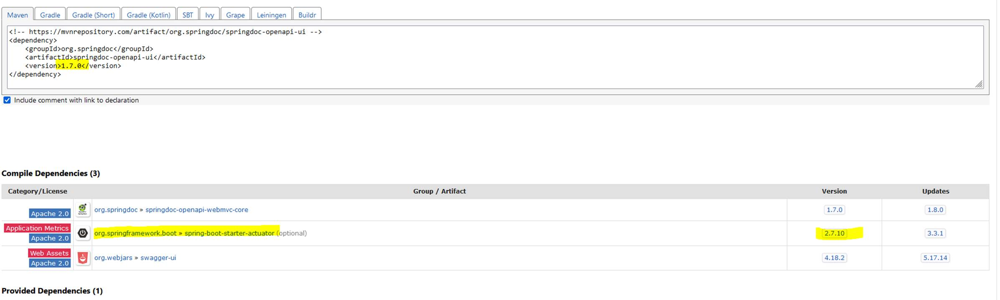 Maven Gradle Gradle (Short) Gradle (Kotlin) SBT Ivy Grape Leiningen Buildr
<!-- https://mvnrepository.com/artifact/org.springdoc/springdoc-openapi-ui -->
<dependency>
    <groupId>org.springdoc</groupId>
    <artifactId>springdoc-openapi-ui</artifactId>
    <version>1.7.0</version>
</dependency>
Include comment with link to declaration
Compile Dependencies (3)
Category/License Group / Artifact Version Updates
Apache 2.0 org.springdoc » springdoc-openapi-webmvc-core 1.7.0 1.8.0
Application Metrics
Apache 2.0 org.springframework.boot » spring-boot-starter-actuator (optional) 2.7.10 3.3.1
Web Assets
Apache 2.0 org.webjars » swagger-ui 4.18.2 5.17.14
Provided Dependencies (1)